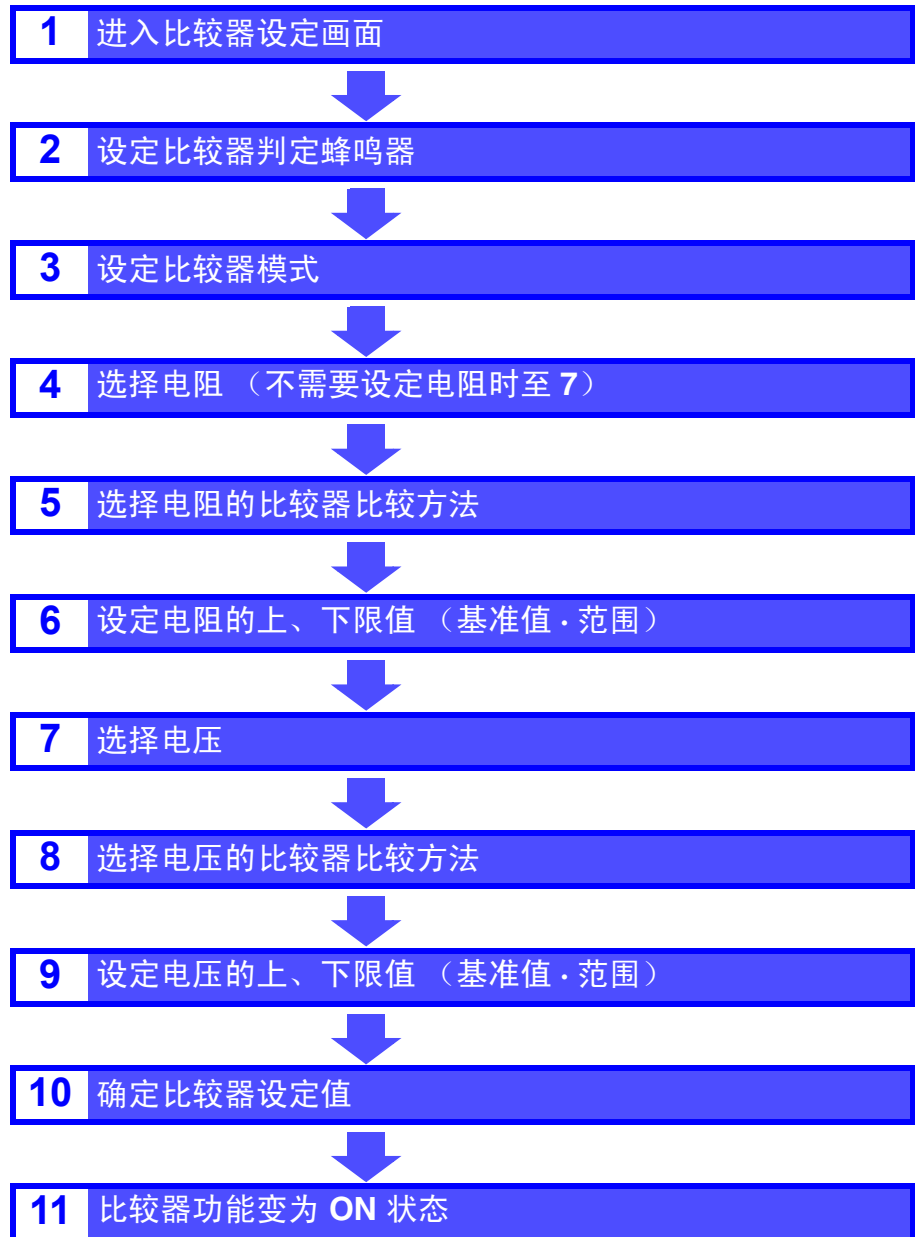 1 进入比较器设定画面
2 设定比较器判定蜂鸣器
3 设定比较器模式
4 选择电阻 （不需要设定电阻时至 7）
5 选择电阻的比较器比较方法
6 设定电阻的上、下限值 （基准值 · 范围）
7 选择电压
8 选择电压的比较器比较方法
9 设定电压的上、下限值 （基准值 · 范围）
10 确定比较器设定值
11 比较器功能变为 ON 状态